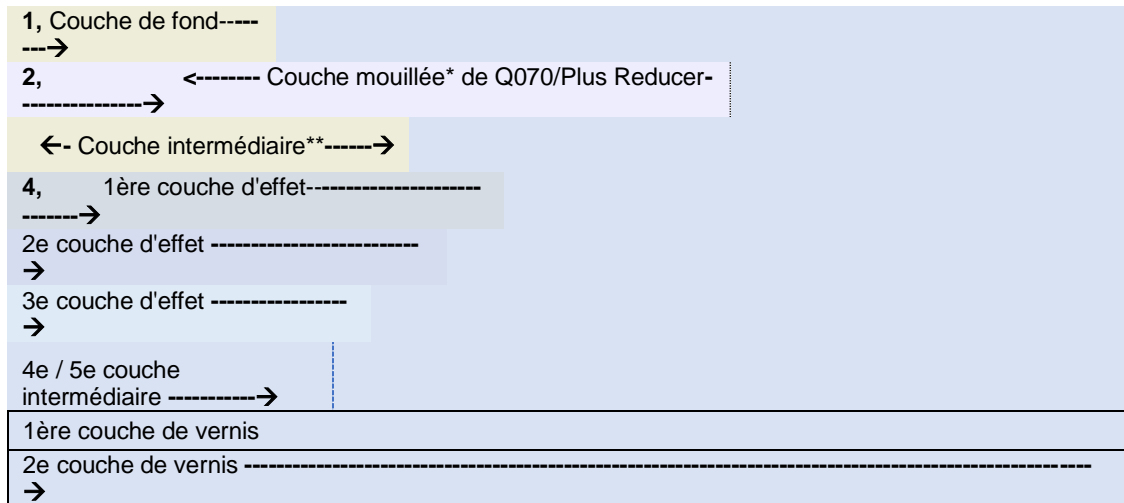 1, Couche de fond-----
---→
2, <-------- Couche mouillée* de Q070/Plus Reducer-
---------------→
←- Couche intermédiaire**------→
4, 1ère couche d'effet----------------------
-------→
2e couche d'effet --------------------------
→
3e couche d'effet -----------------
→
4e / 5e couche
intermédiaire -----------→
1ère couche de vernis
2e couche de vernis ----------------------------------------------------------------------------------------------------------
→